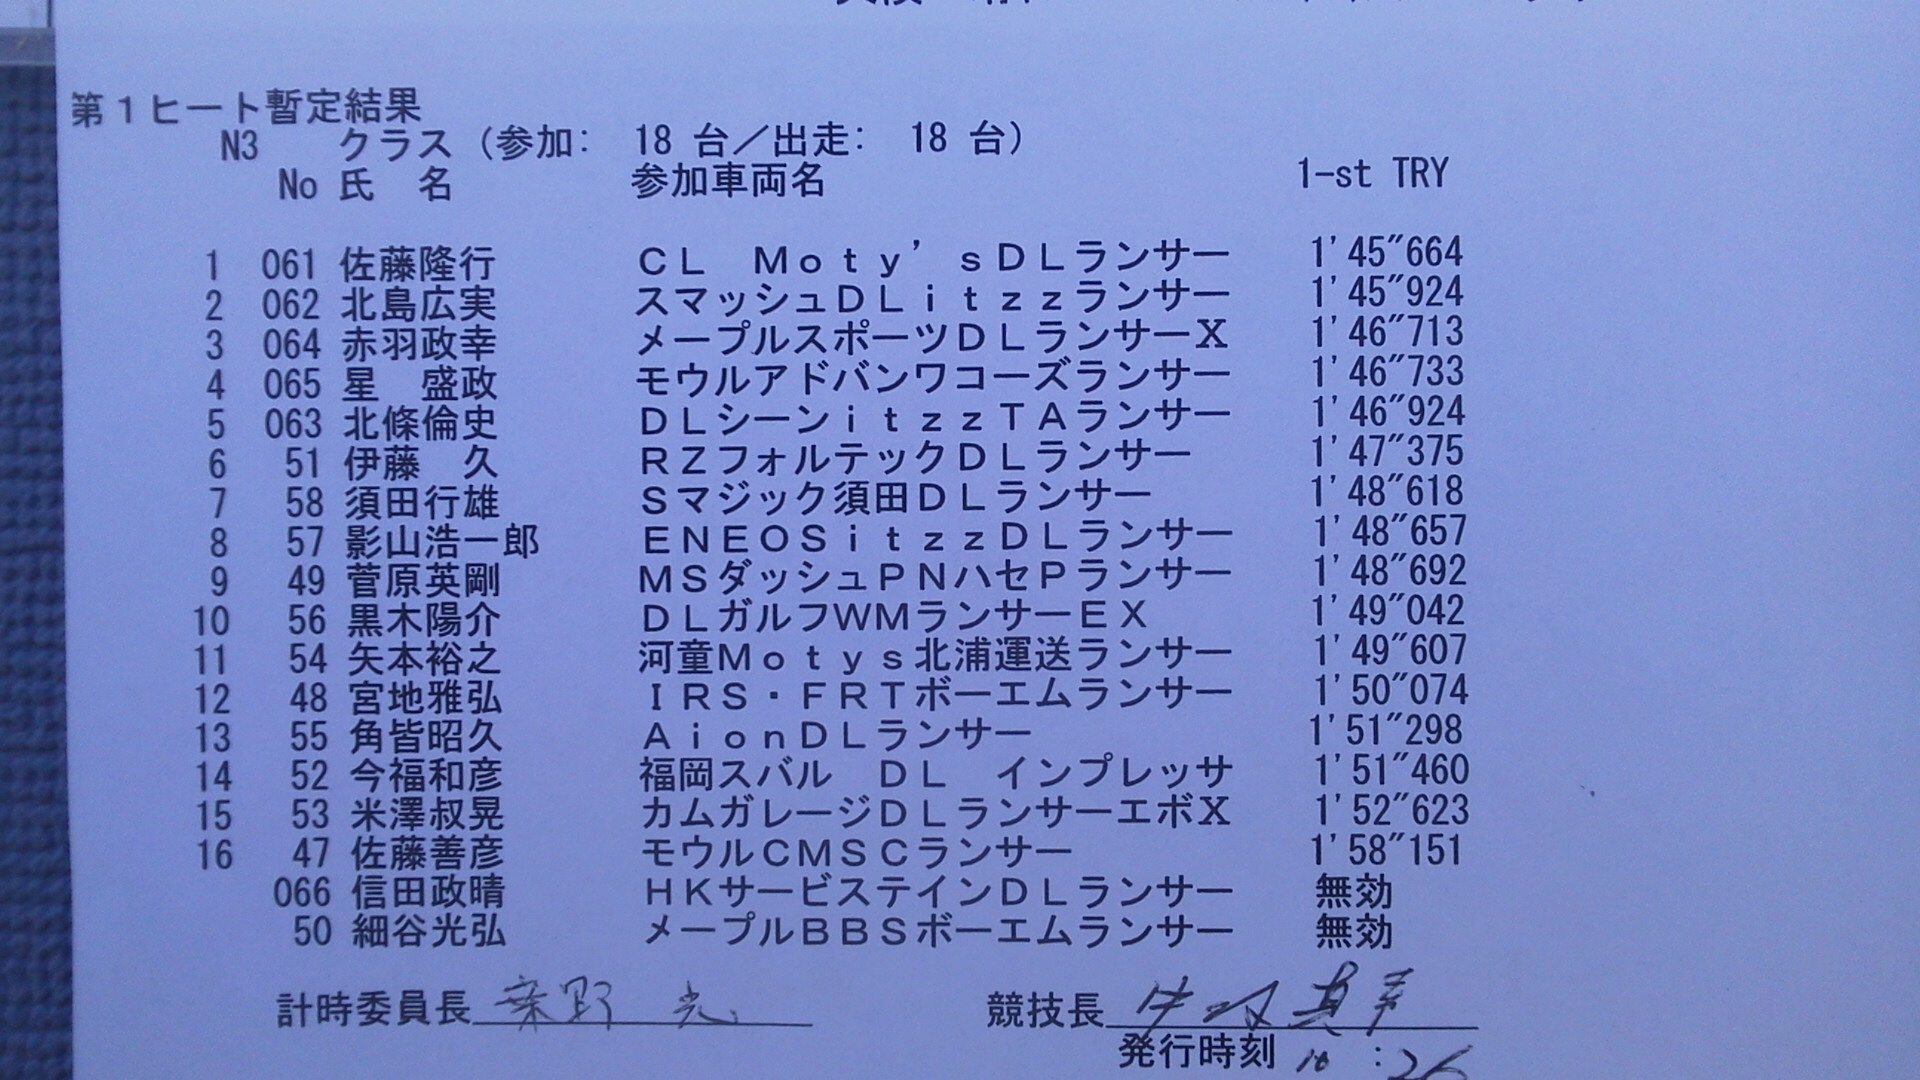 第1ヒート暫定結果
N3 クラス (参加: 18 台／出走: 18 台)
No 氏 名 参加車両名 1-st TRY
1 061 佐藤隆行 CL Moty'sDLランサー 1'45"664
2 062 北島広実 スマッシュDLitzzランサー 1'45"924
3 064 赤羽政幸 メープルスポーツDLランサーX 1'46"713
4 065 星 盛政 モウルアドバンワコーズランサー 1'46"733
5 063 北條倫史 DLシーンitzzTAランサー 1'46"924
6 51 伊藤 久 RZフォルテックDLランサー 1'47"375
7 58 須田行雄 Sマジック須田DLランサー 1'48"618
8 57 影山浩一郎 ENEOSitzzDLランサー 1'48"657
9 49 菅原英剛 MSダッシュPNハセPランサー 1'48"692
10 56 黒木陽介 DLガルフWMランサーEX 1'49"042
11 54 矢本裕之 河童Motys北浦運送ランサー 1'49"607
12 48 宮地雅弘 IRS・FRTボーエムランサー 1'50"074
13 55 角皆昭久 AionDLランサー 1'51"298
14 52 今福和彦 福岡スバル DL インプレッサ 1'51"460
15 53 米澤叔晃 カムガレージDLランサーエボX 1'52"623
16 47 佐藤善彦 モウルCMSCランサー 1'58"151
066 信田政晴 HKサービステインDLランサー 無効
50 細谷光弘 メープルBBSボーエムランサー 無効
計時委員長 競技長
発行時刻 :26